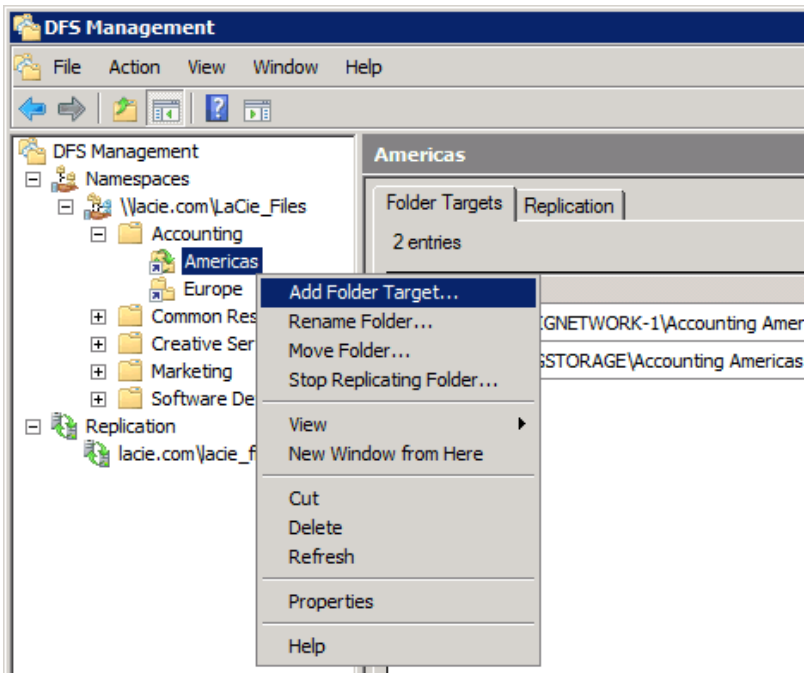 DFS Management
File Action View Window Help
DFS Management
Namespaces
\\lacie.com\LaCie_Files
Accounting
Americas
Europe
Common Res
Creative Ser
Marketing
Software De
Replication
lacie.com\lacie_f
Americas
Folder Targets Replication
2 entries
IGNETWORK-1\Accounting Amer
GSTORAGE\Accounting Americas
Add Folder Target...
Rename Folder...
Move Folder...
Stop Replicating Folder...
View
New Window from Here
Cut
Delete
Refresh
Properties
Help